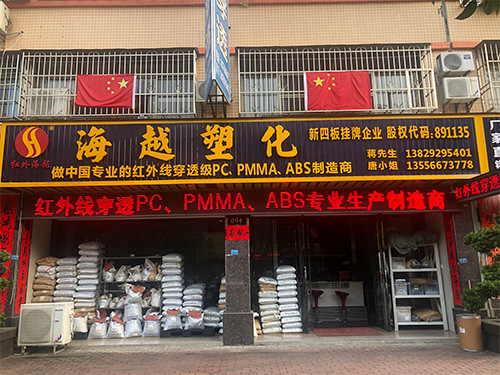 海越塑化
新四板挂牌企业 股权代码:891135
红外海越
做中国专业的红外线穿透级PC、PMMA、ABS制造商
蒋先生 13829295401
唐小姐 13556673778
红外线穿透PC、PMMA、ABS专业生产制造商
094
红外线穿